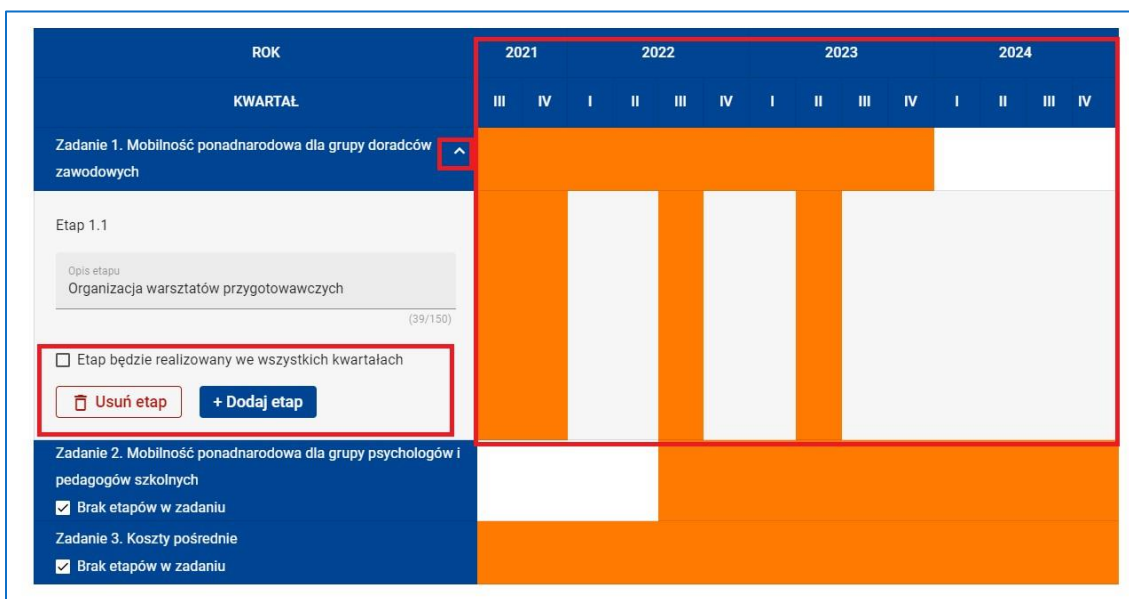 ROK 2021 2022 2023 2024
KWARTAŁ III IV I II III IV I II III IV I II III IV
Zadanie 1. Mobilność ponadnarodowa dla grupy doradców
zawodowych
Etap 1.1
Opis etapu
Organizacja warsztatów przygotowawczych
(39/150)
Etap będzie realizowany we wszystkich kwartałach
Usuń etap + Dodaj etap
Zadanie 2. Mobilność ponadnarodowa dla grupy psychologów i
pedagogów szkolnych
Brak etapów w zadaniu
Zadanie 3. Koszty pośrednie
Brak etapów w zadaniu